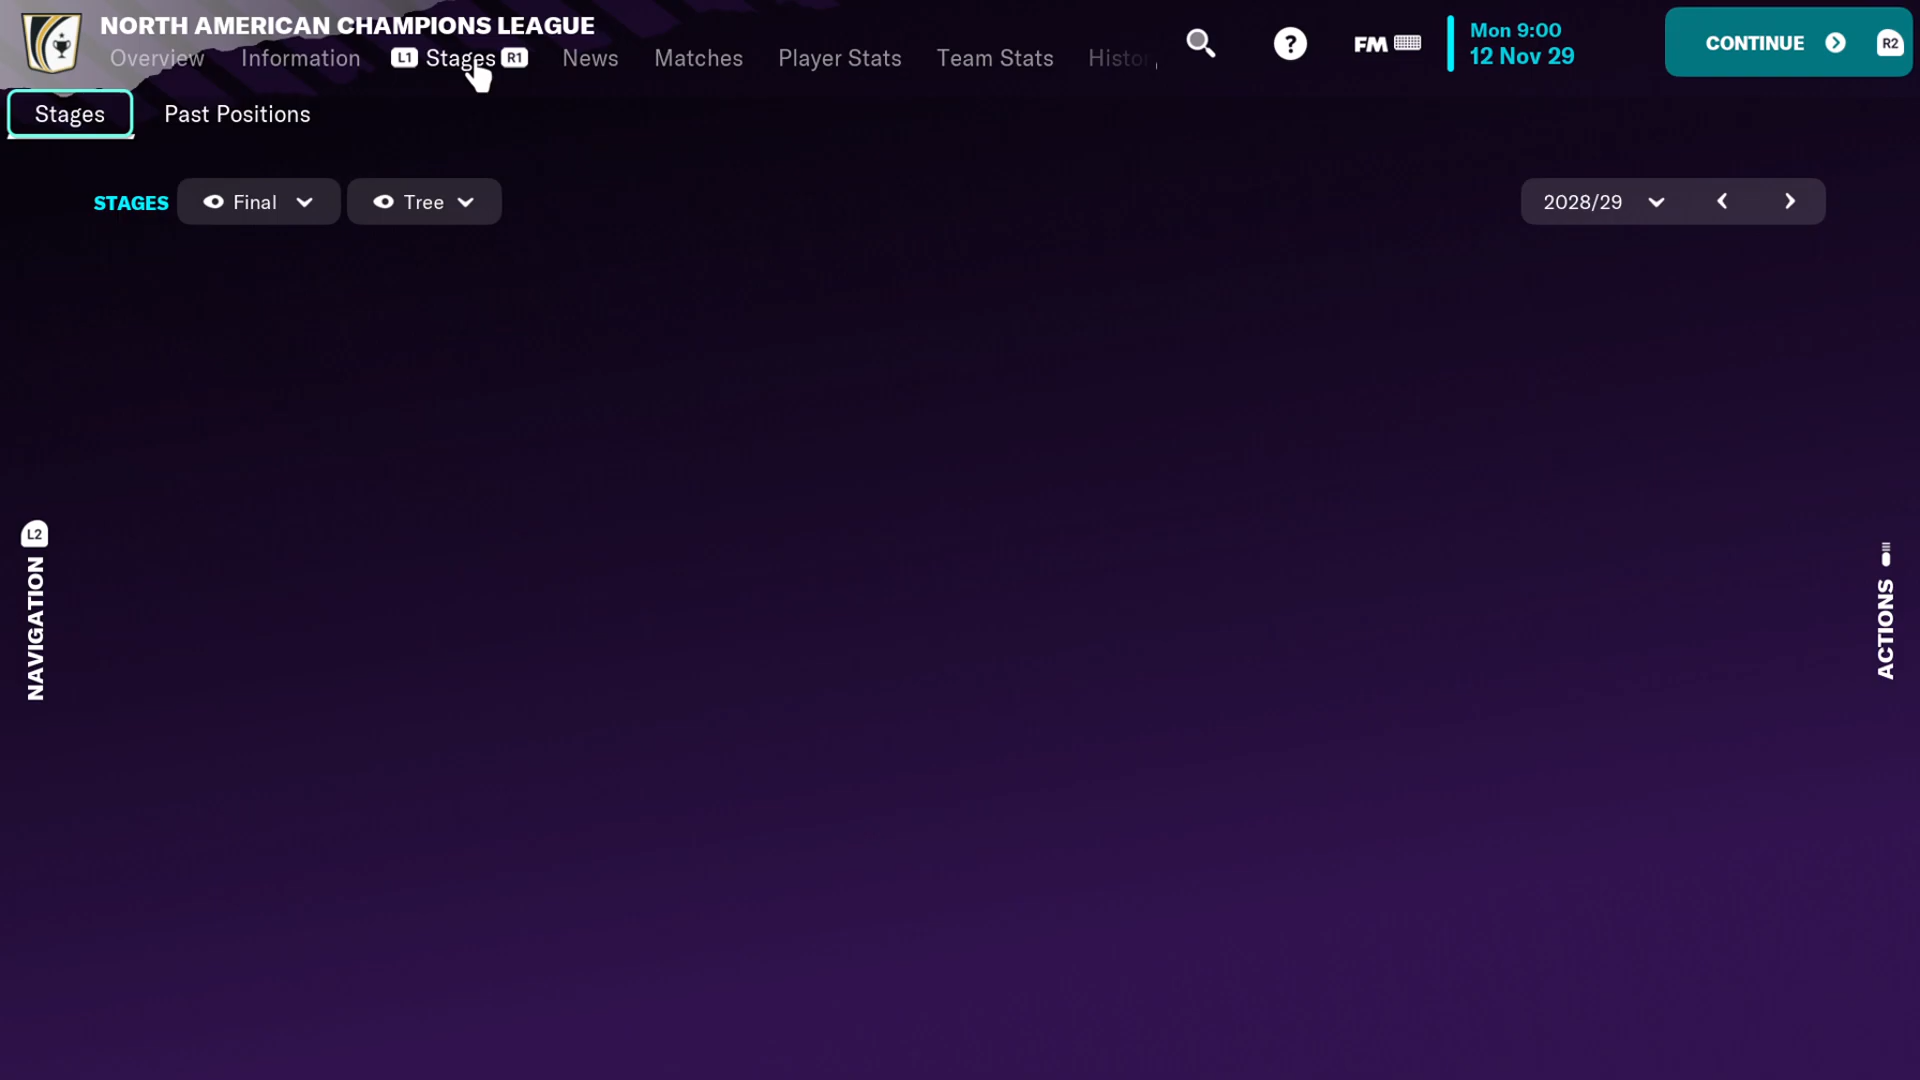 NORTH AMERICAN CHAMPIONS LEAGUE
Overview Information L1 Stages R1 News Matches Player Stats Team Stats Histor
? FM Mon 9:00
12 Nov 29
CONTINUE R2
Stages Past Positions
STAGES Final Tree 2028/29
L2 NAVIGATION
ACTIONS